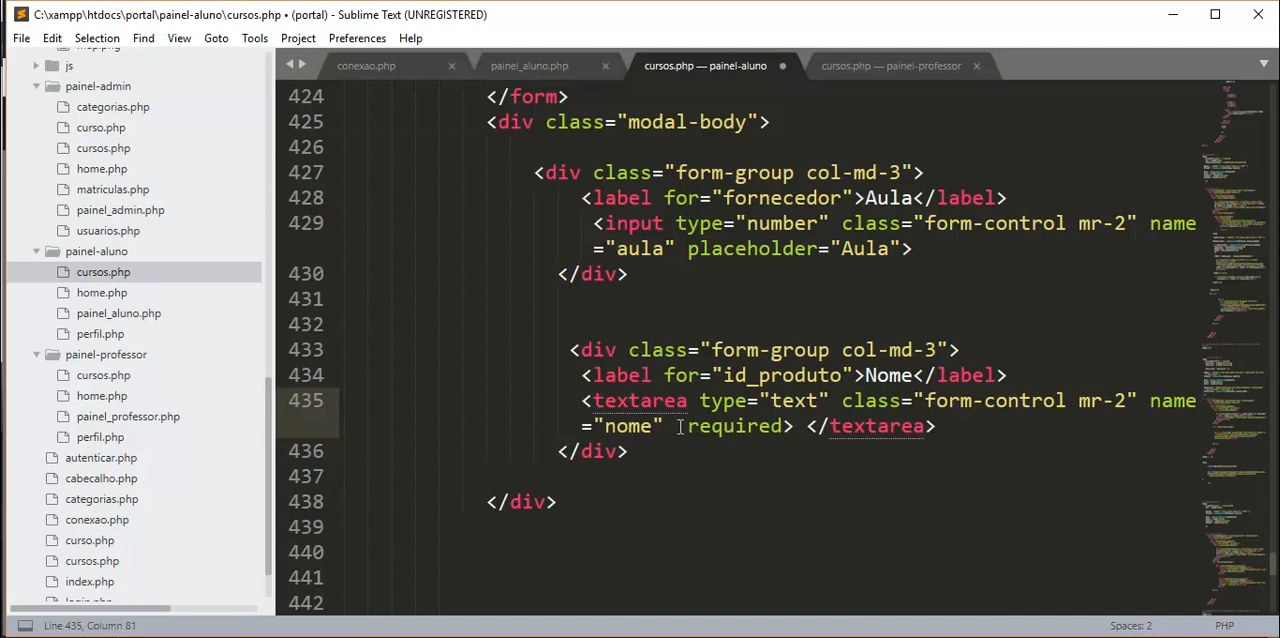 C:\xampp\htdocs\portal\painel-aluno\cursos.php • (portal) - Sublime Text (UNREGISTERED)
File Edit Selection Find View Goto Tools Project Preferences Help
js
painel-admin
categorias.php
curso.php
cursos.php
home.php
matriculas.php
painel_admin.php
usuarios.php
painel-aluno
cursos.php
home.php
painel_aluno.php
perfil.php
painel-professor
cursos.php
home.php
painel_professor.php
perfil.php
autenticar.php
cabecalho.php
categorias.php
conexao.php
curso.php
cursos.php
index.php
conexao.php painel_aluno.php cursos.php — painel-aluno cursos.php — painel-professor
424 </form>
425 <div class="modal-body">
426
427 <div class="form-group col-md-3">
428 <label for="fornecedor">Aula</label>
429 <input type="number" class="form-control mr-2" name
="aula" placeholder="Aula">
430 </div>
431
432
433 <div class="form-group col-md-3">
434 <label for="id_produto">Nome</label>
435 <textarea type="text" class="form-control mr-2" name
="nome" required> </textarea>
436 </div>
437
438 </div>
439
440
441
442
Line 435, Column 81 Spaces: 2 PHP